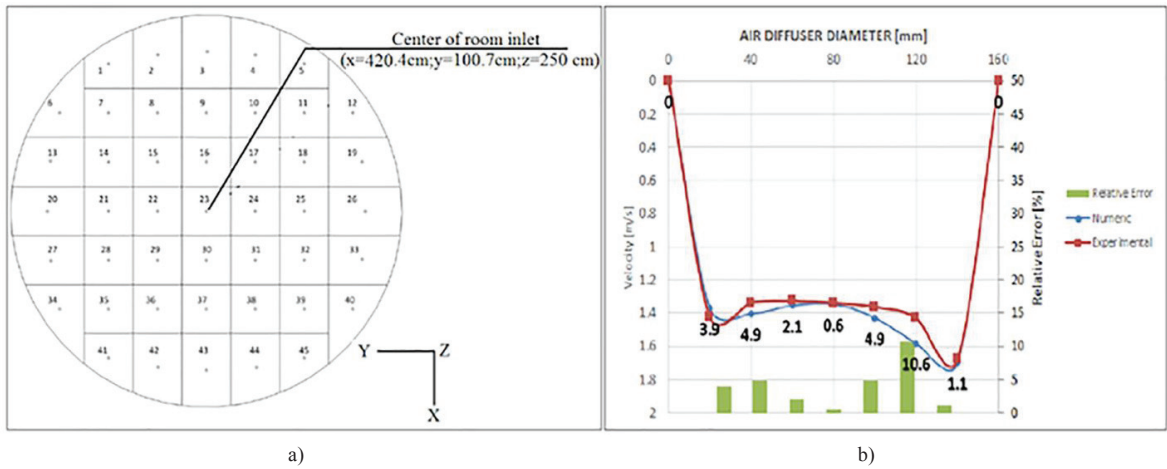 Center of room inlet
(x=420.4cm;y=100.7cm;z=250 cm)
1 2 3 4 5
6 7 8 9 10 11 12
13 14 15 16 17 18 19
20 21 22 23 24 25 26
27 28 29 30 31 32 33
34 35 36 37 38 39 40
41 42 43 44 45
Y Z
X
a)
AIR DIFFUSER DIAMETER [mm]
0 40 80 120 160
0 0.2 0.4 0.6 0.8 1 1.2 1.4 1.6 1.8 2
Velocity [m/s]
0 3.9 4.9 2.1 0.6 4.9 10.6 1.1 0
50 45 40 35 30 25 20 15 10 5 0
Relative Error [%]
Relative Error
Numeric
Experimental
b)